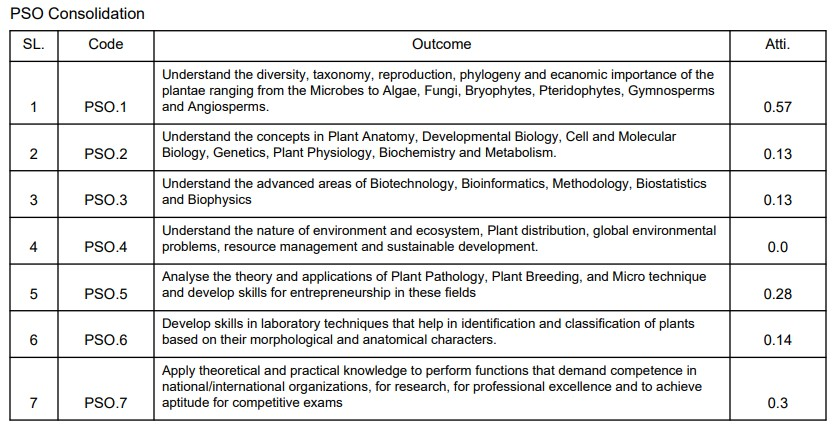 PSO Consolidation
SL. Code Outcome Atti.
Understand the diversity, taxonomy, reproduction, phylogeny and ecanomic importance of the
plantae ranging from the Microbes to Algae, Fungi, Bryophytes, Pteridophytes, Gymnosperms
and Angiosperms.
1 PSO.1 0.57
Understand the concepts in Plant Anatomy, Developmental Biology, Cell and Molecular
Biology, Genetics, Plant Physiology, Biochemistry and Metabolism.
2 PSO.2 0.13
Understand the advanced areas of Biotechnology, Bioinformatics, Methodology, Biostatistics
and Biophysics
3 PSO.3 0.13
Understand the nature of environment and ecosystem, Plant distribution, global environmental
problems, resource management and sustainable development.
4 PSO.4 0.0
Analyse the theory and applications of Plant Pathology, Plant Breeding, and Micro technique
and develop skills for entrepreneurship in these fields
5 PSO.5 0.28
Develop skills in laboratory techniques that help in identification and classification of plants
based on their morphological and anatomical characters.
6 PSO.6 0.14
Apply theoretical and practical knowledge to perform functions that demand competence in
national/international organizations, for research, for professional excellence and to achieve
aptitude for competitive exams
7 PSO.7 0.3